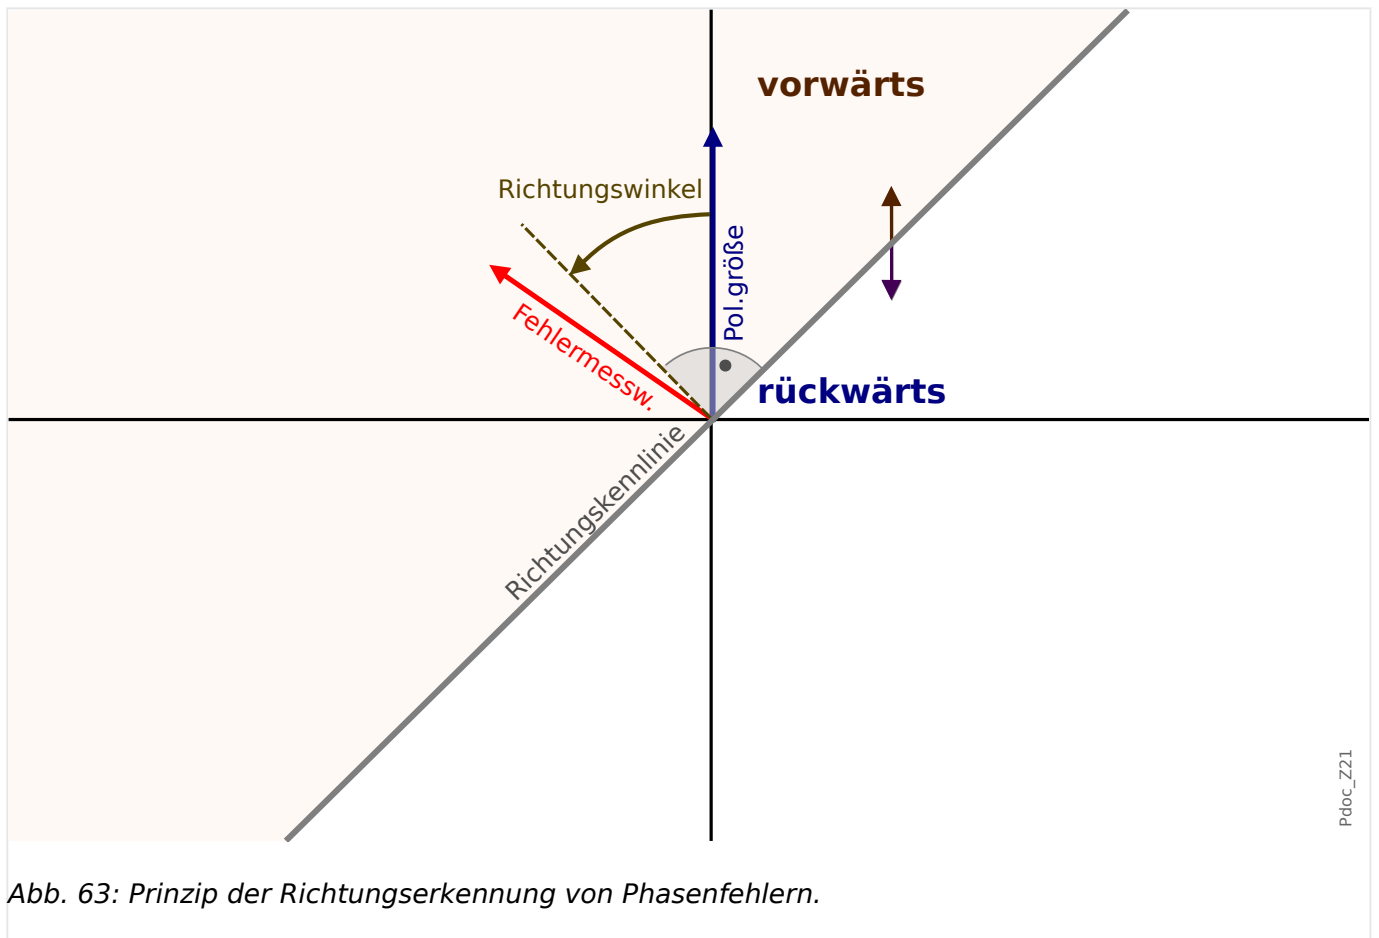 vorwärts
Richtungswinkel
Pol.größe
Fehlermessw.
rückwärts
Richtungskennlinie
Pdoc_Z21
Abb. 63: Prinzip der Richtungserkennung von Phasenfehlern.